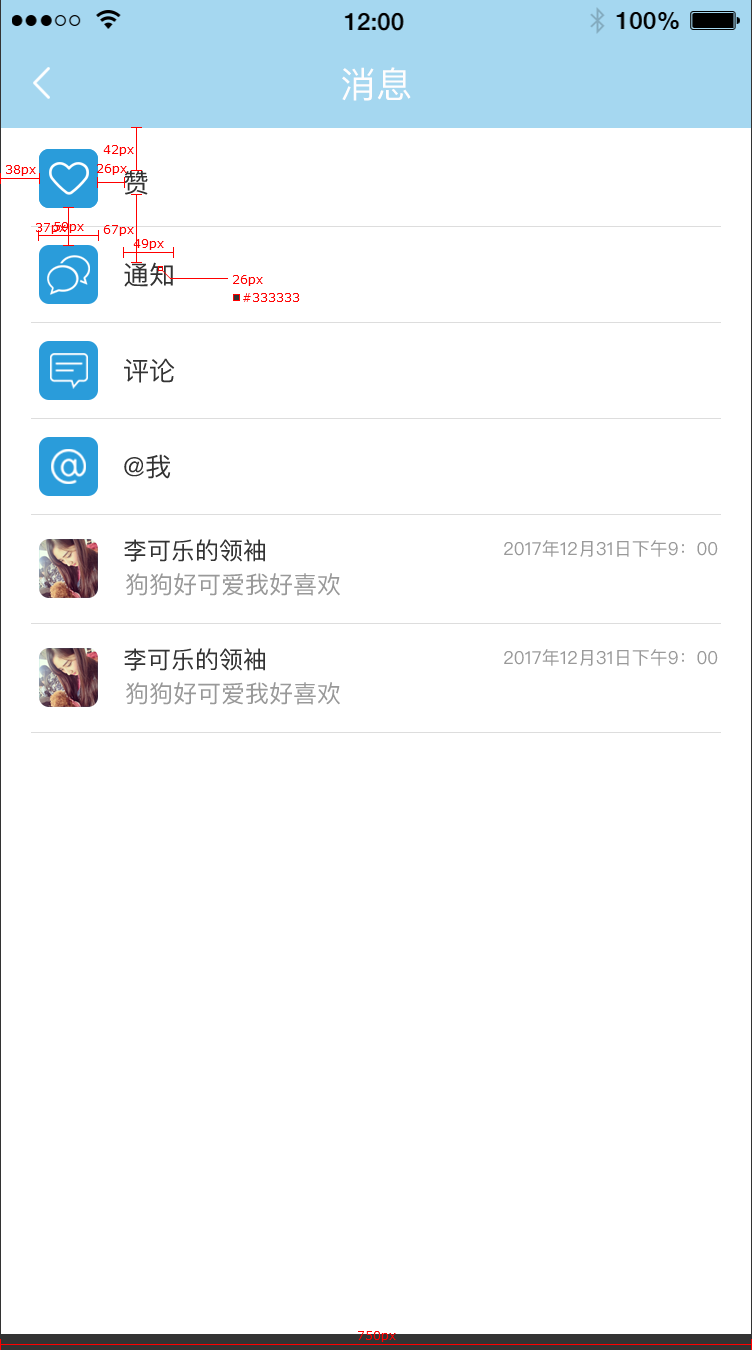 12:00 100%
消息
42px
38px
26px
赞
37px
59px
67px
49px
通知
26px
#333333
评论
@我
李可乐的领袖 2017年12月31日下午9：00
狗狗好可爱我好喜欢
李可乐的领袖 2017年12月31日下午9：00
狗狗好可爱我好喜欢
750px